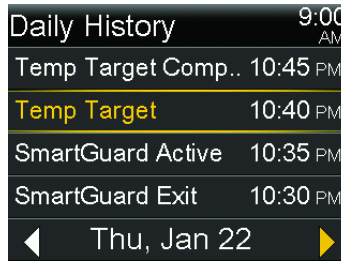 Daily History 9:00 AM
Temp Target Comp.. 10:45 PM
Temp Target 10:40 PM
SmartGuard Active 10:35 PM
SmartGuard Exit 10:30 PM
Thu, Jan 22